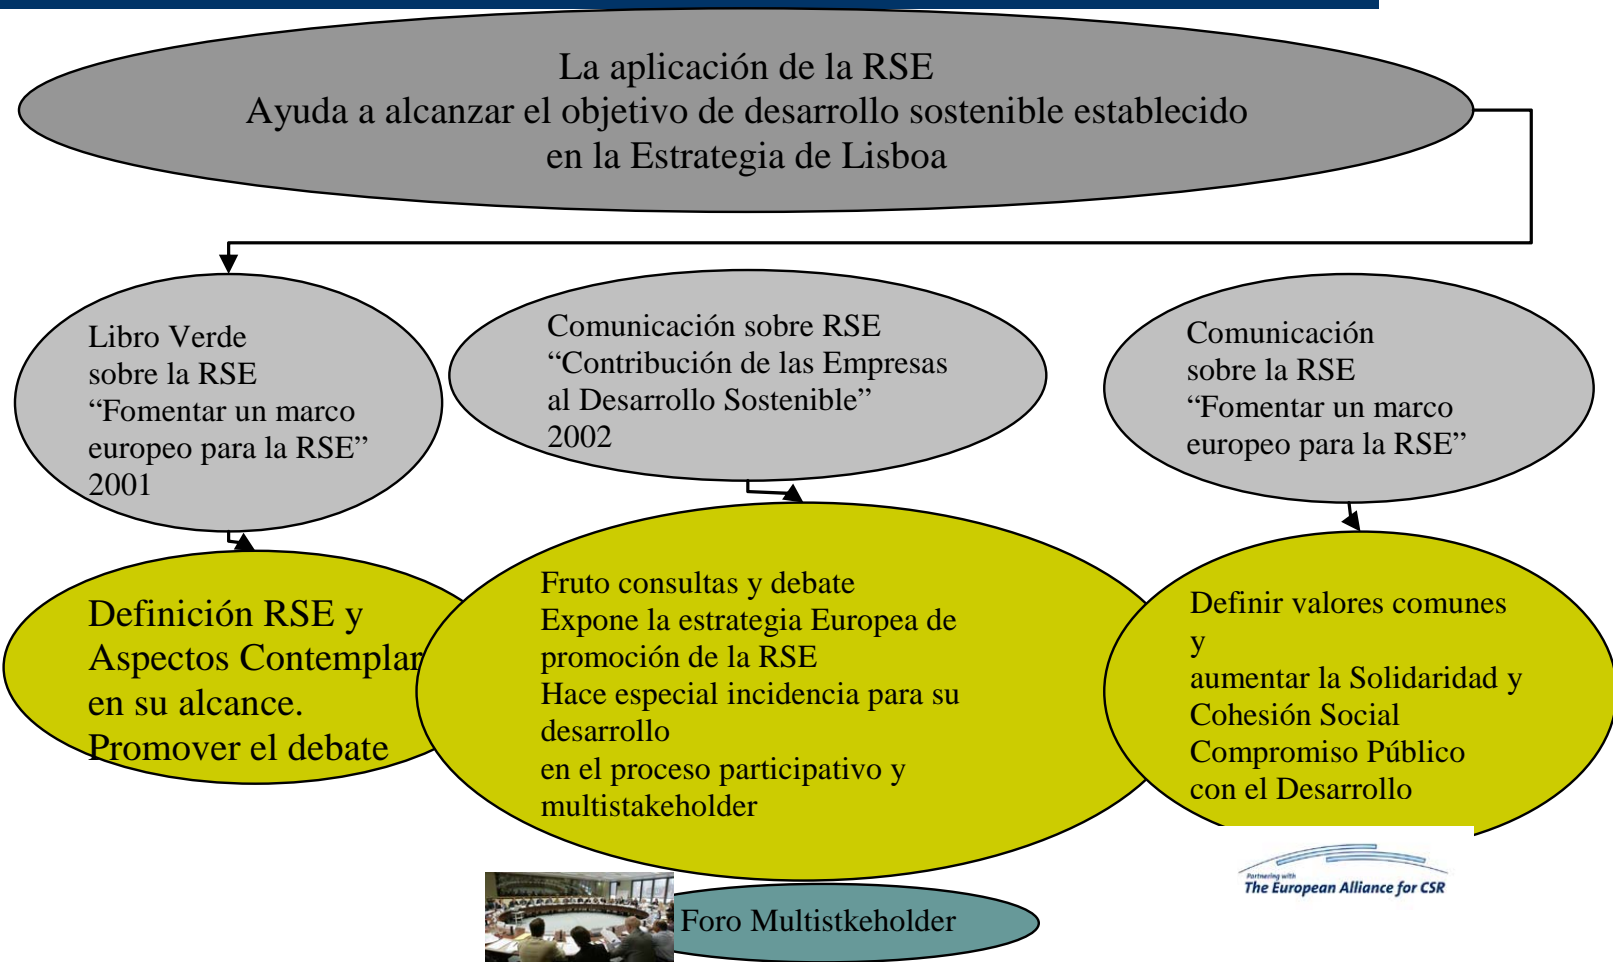 La aplicación de la RSE
Ayuda a alcanzar el objetivo de desarrollo sostenible establecido
en la Estrategia de Lisboa
Libro Verde
sobre la RSE
“Fomentar un marco
europeo para la RSE”
2001
Comunicación sobre RSE
“Contribución de las Empresas
al Desarrollo Sostenible”
2002
Comunicación
sobre la RSE
“Fomentar un marco
europeo para la RSE”
Definición RSE y
Aspectos Contemplar
en su alcance.
Promover el debate
Fruto consultas y debate
Expone la estrategia Europea de
promoción de la RSE
Hace especial incidencia para su
desarrollo
en el proceso participativo y
multistakeholder
Definir valores comunes
y
aumentar la Solidaridad y
Cohesión Social
Compromiso Público
con el Desarrollo
Partnering with
The European Alliance for CSR
Foro Multistkeholder